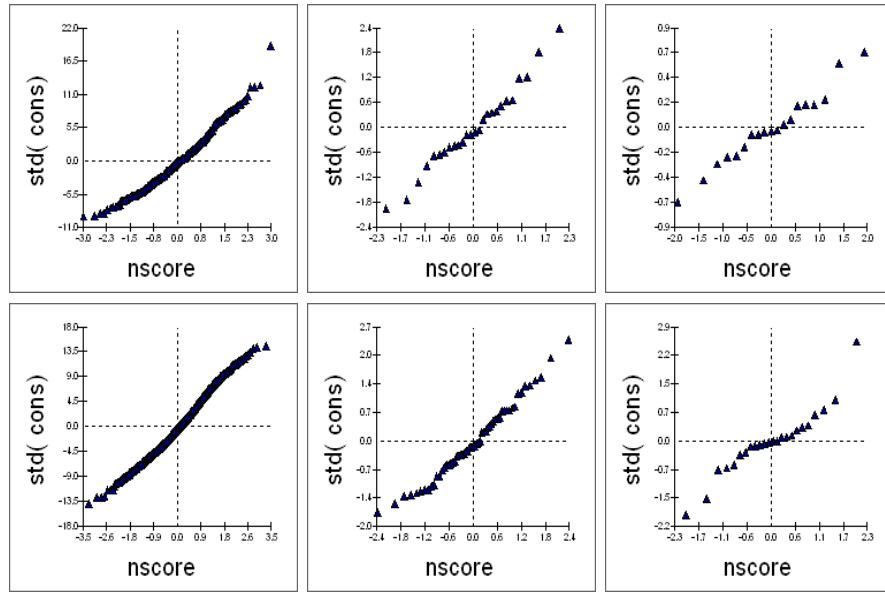 22.0
16.5
11.0
5.5
0.0
-5.5
-11.0
-3.0 -2.3 -1.5 -0.8 0.0 0.8 1.5 2.3 3.0
std( cons)
nscore
2.4
1.8
1.2
0.6
0.0
-0.6
-1.2
-1.8
-2.4
-2.3 -1.7 -1.1 -0.6 0.0 0.6 1.1 1.7 2.3
std( cons)
nscore
0.9
0.7
0.4
0.2
0.0
-0.2
-0.4
-0.7
-0.9
-2.0 -1.5 -1.0 -0.5 0.0 0.5 1.0 1.5 2.0
std( cons)
nscore
18.0
13.5
9.0
4.5
0.0
-4.5
-9.0
-13.5
-18.0
-3.5 -2.6 -1.8 -0.9 0.0 0.9 1.8 2.6 3.5
std( cons)
nscore
2.7
2.0
1.4
0.7
0.0
-0.7
-1.4
-2.0
-2.4 -1.8 -1.2 -0.6 0.0 0.6 1.2 1.8 2.4
std( cons)
nscore
2.9
2.2
1.5
0.7
0.0
-0.7
-1.5
-2.2
-2.2 -1.7 -1.1 -0.6 0.0 0.6 1.1 1.7 2.2
std( cons)
nscore